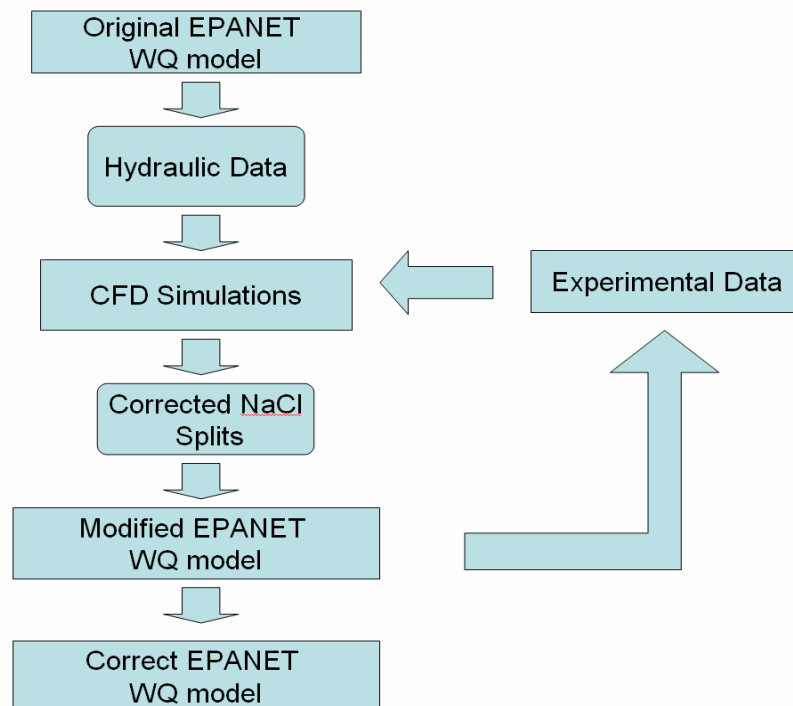 Original EPANET
WQ model
Hydraulic Data
CFD Simulations
Experimental Data
Corrected NaCl
Splits
Modified EPANET
WQ model
Correct EPANET
WQ model